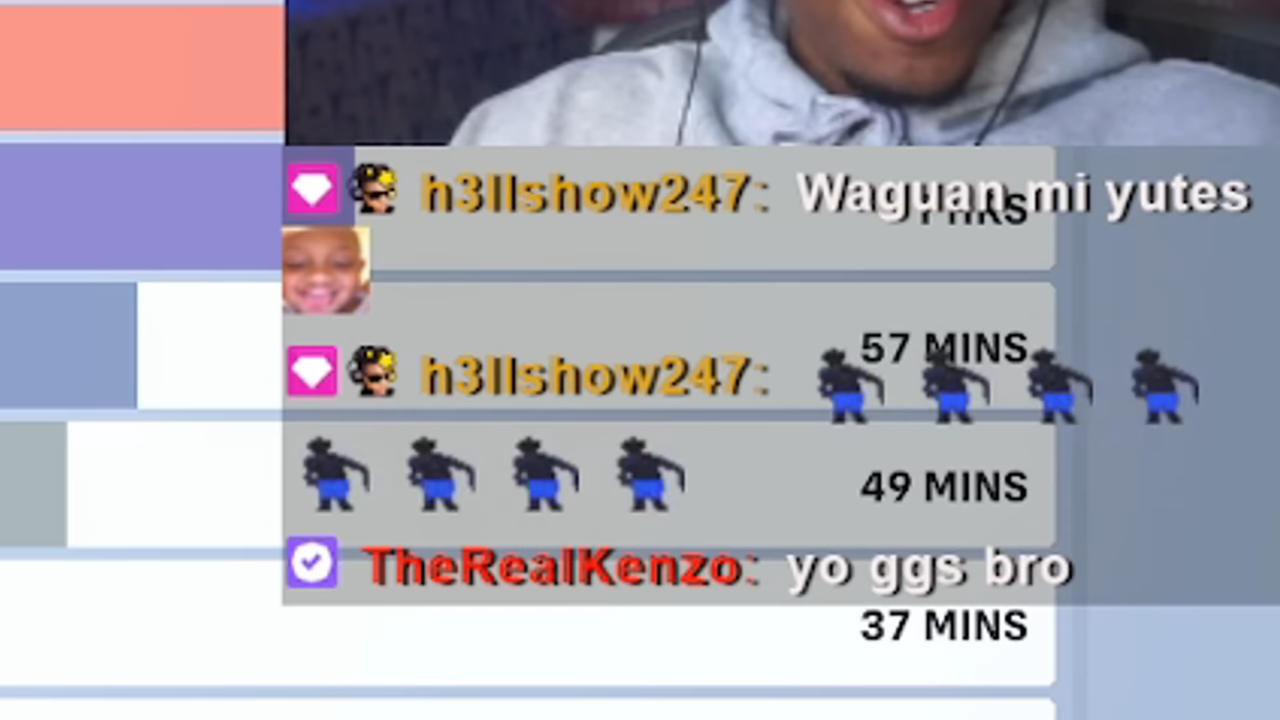 h3llshow247: Waguan mi yutes
h3llshow247:
57 MINS
49 MINS
TheRealKenzo: yo ggs bro
37 MINS